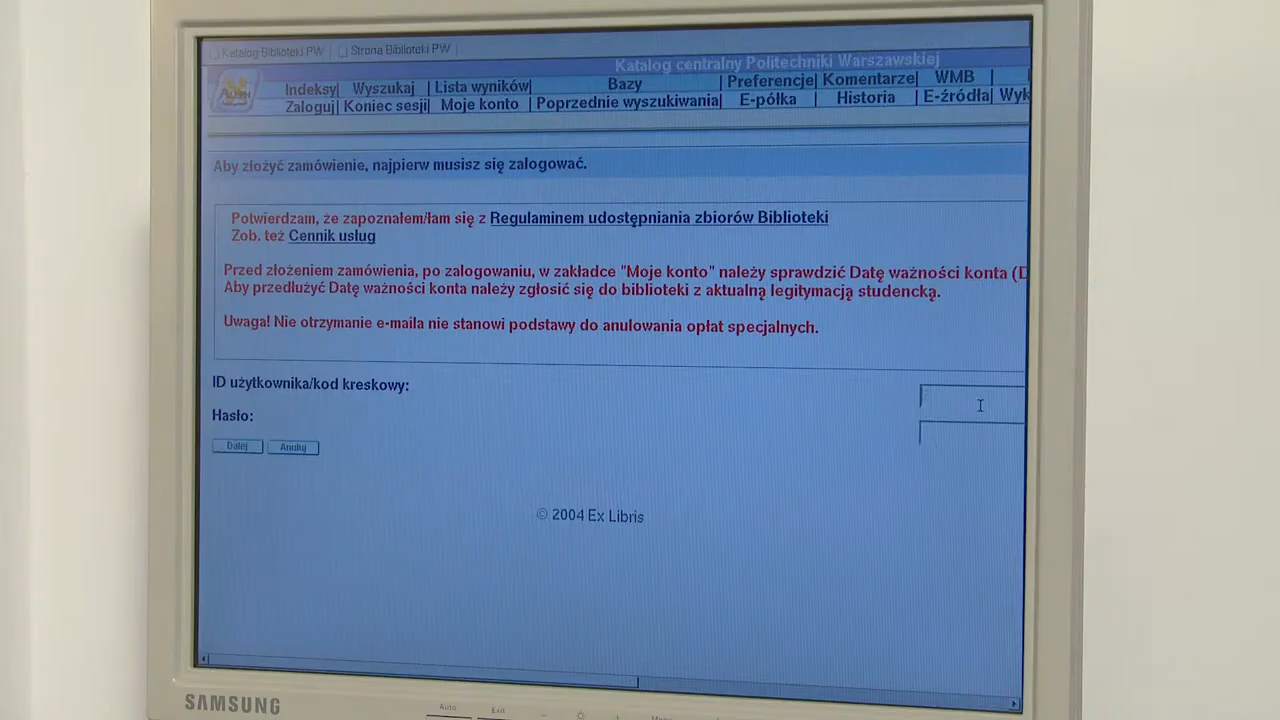 Katalog Biblioteki PW Strona Biblioteki PW
Katalog centralny Politechniki Warszawskiej
Indeksy| Wyszukaj | Lista wyników| Bazy | Preferencje| Komentarze| WMB |
Zaloguj| Koniec sesji| Moje konto | Poprzednie wyszukiwania| E-półka | Historia | E-źródła| Wyk
Aby złożyć zamówienie, najpierw musisz się zalogować.
Potwierdzam, że zapoznałem/łam się z Regulaminem udostępniania zbiorów Biblioteki
Zob. też Cennik usług
Przed złożeniem zamówienia, po zalogowaniu, w zakładce "Moje konto" należy sprawdzić Datę ważności konta (D
Aby przedłużyć Datę ważności konta należy zgłosić się do biblioteki z aktualną legitymacją studencką.
Uwaga! Nie otrzymanie e-maila nie stanowi podstawy do anulowania opłat specjalnych.
ID użytkownika/kod kreskowy:
Hasło:
Dalej Anuluj
© 2004 Ex Libris
SAMSUNG
Auto Exit